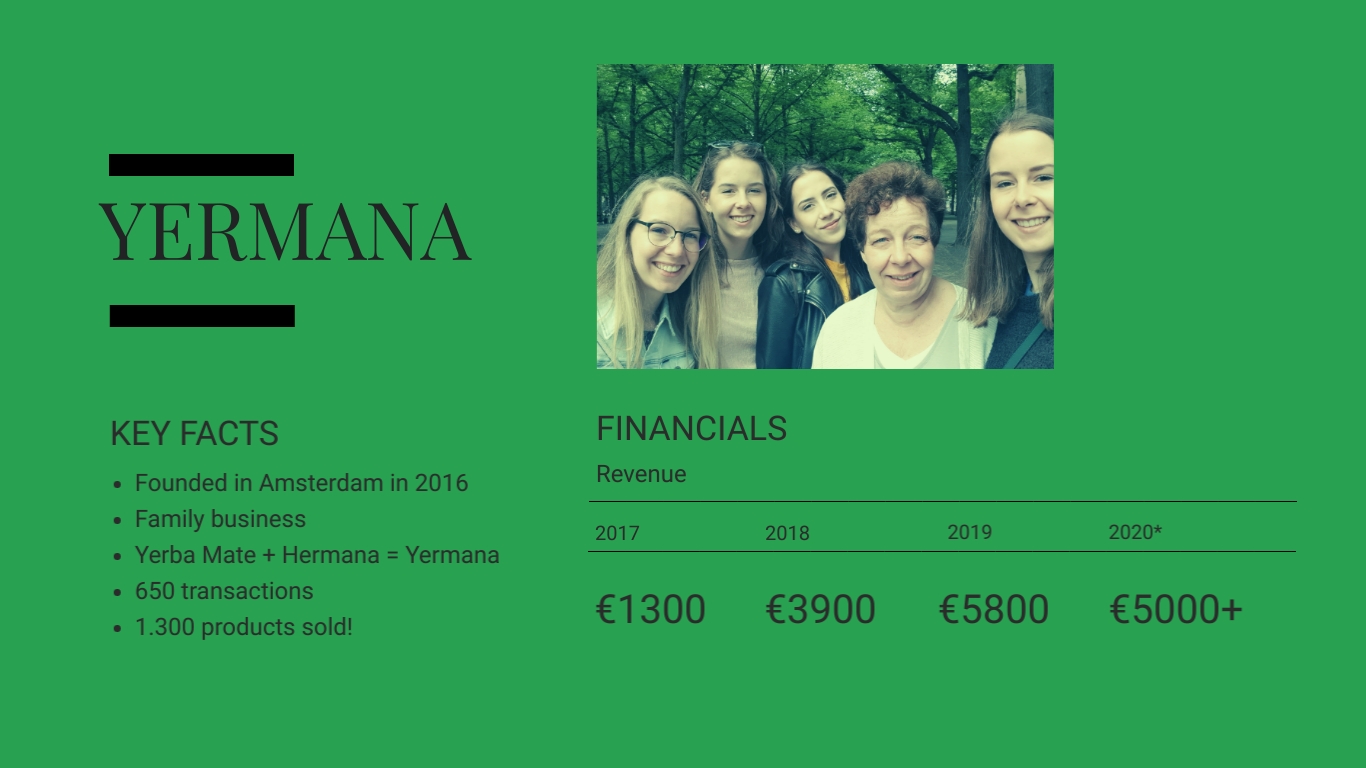 YERMANA
KEY FACTS
• Founded in Amsterdam in 2016
• Family business
• Yerba Mate + Hermana = Yermana
• 650 transactions
• 1.300 products sold!
FINANCIALS
Revenue
2017 2018 2019 2020*
€1300 €3900 €5800 €5000+